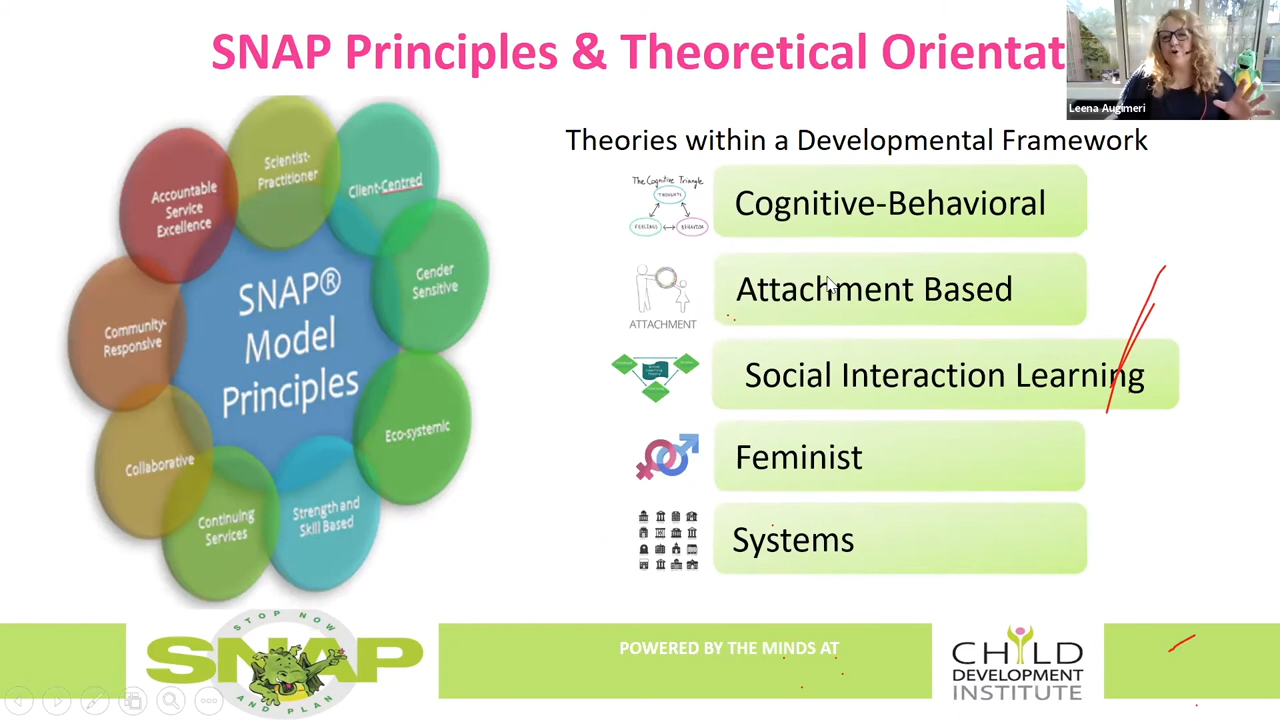 SNAP Principles & Theoretical Orientat
Leena Augimeri
Theories within a Developmental Framework
Scientist-
Practitioner
Client-Centred
Accountable
Service
Excellence
Gender
Sensitive
SNAP®
Model
Principles
Community-
Responsive
Eco-systemic
Collaborative
Strength and
Skill Based
Continuing
Services
The Cognitive Triangle
THOUGHTS
FEELINGS
BEHAVIOR
Cognitive-Behavioral
ATTACHMENT
Attachment Based
Social Interaction Learning
Feminist
Systems
STOP NOW
SNAP
AND PLAN
POWERED BY THE MINDS AT
CHILD
DEVELOPMENT
INSTITUTE